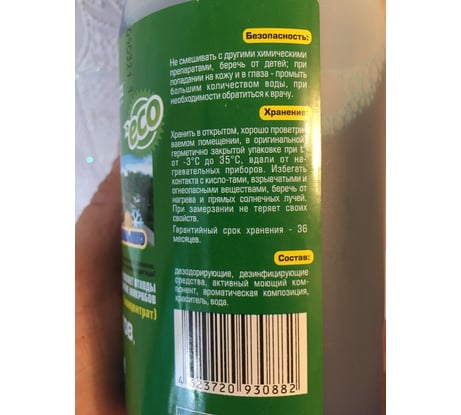 Безопасность:
Не смешивать с другими химическими
препаратами, беречь от детей; при
попадании на кожу и в глаза - промыть
большим количеством воды, при
необходимости обратиться к врачу.
Хранение:
Хранить в открытом, хорошо проветри
ваемом помещении, в оригинальной
герметично закрытой упаковке при t°
от -3°С до 35°С, вдали от на-
гревательных приборов. Избегать
контакта с кисло-тами, взрывчатыми и
огнеопасными веществами, беречь от
нагрева и прямых солнечных лучей.
При замерзании не теряет своих
свойств.
Гарантийный срок хранения - 36
месяцев.
Состав:
дезодорирующие, дезинфицирующие
средства, активный моющий ком-
понент, ароматическая композиция,
краситель, вода.
4 623720 930882
eco
отходы
микробов